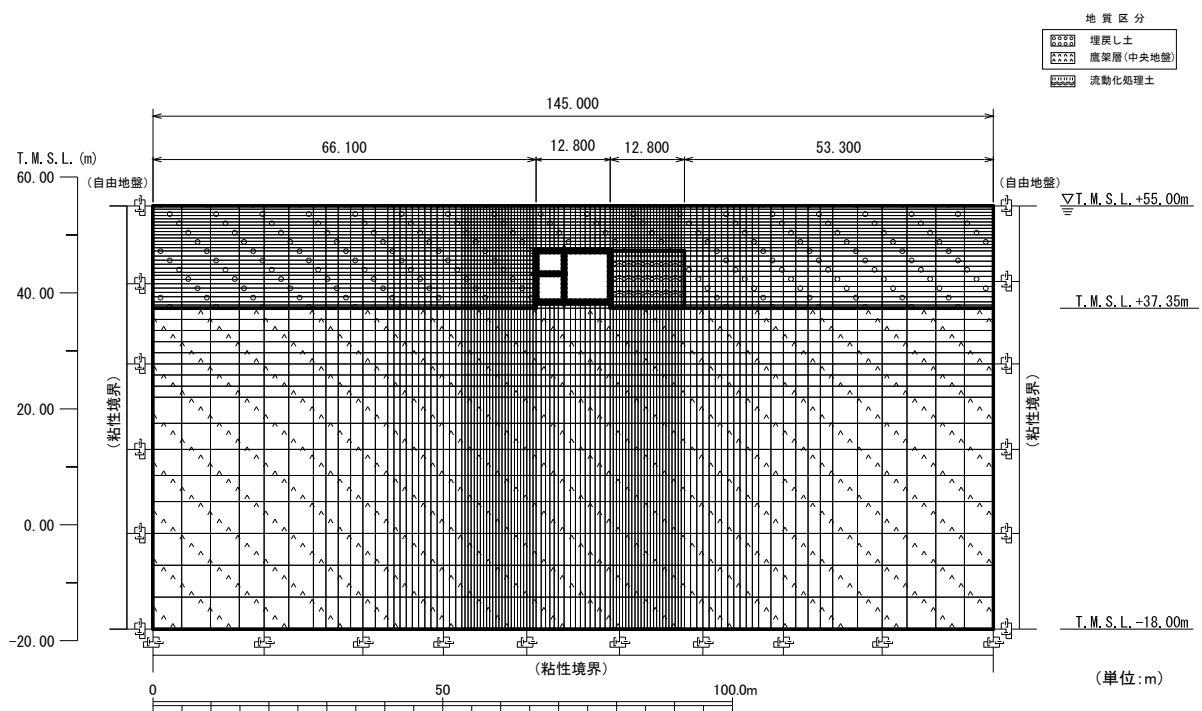 地 質 区 分
埋戻し土
鷹架層(中央地盤)
流動化処理土
145.000
66.100
12.800
12.800
53.300
T.M.S.L.(m)
60.00
(自由地盤)
(自由地盤)
T.M.S.L.+55.00m
40.00
T.M.S.L.+37.35m
20.00
(粘性境界)
(粘性境界)
0.00
-20.00
T.M.S.L.-18.00m
(粘性境界)
(単位:m)
0
50
100.0m